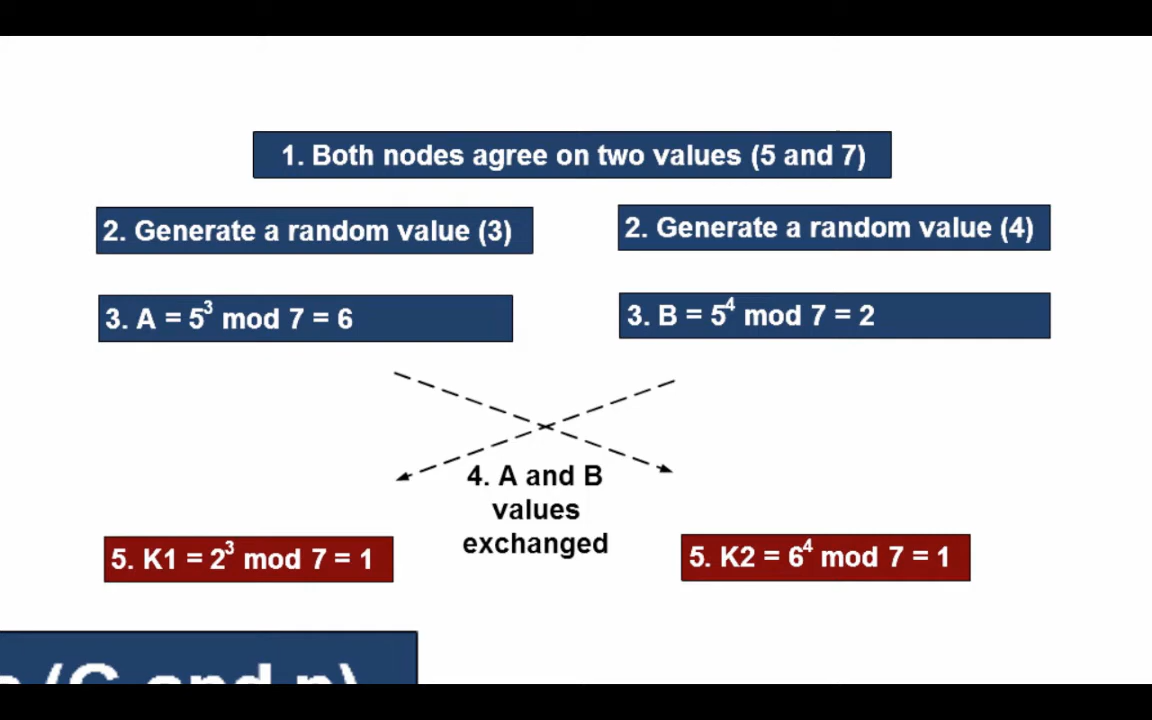 1. Both nodes agree on two values (5 and 7)
2. Generate a random value (3)
2. Generate a random value (4)
3. A = 5³ mod 7 = 6
3. B = 5⁴ mod 7 = 2
4. A and B
values
exchanged
5. K1 = 2³ mod 7 = 1
5. K2 = 6⁴ mod 7 = 1
(G and n)